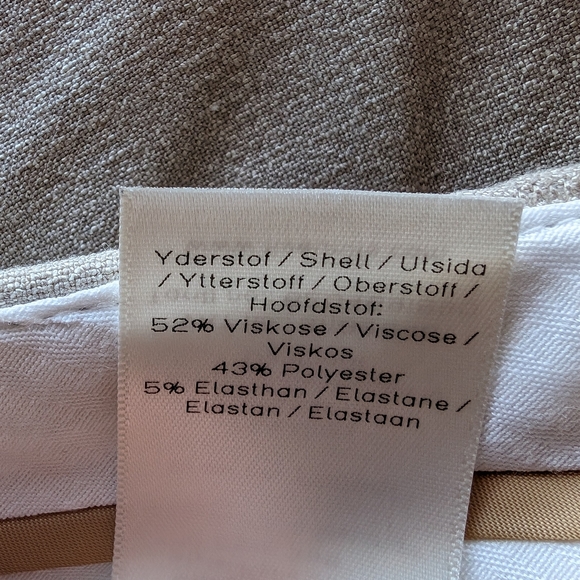 Yderstof / Shell / Utsida
/ Ytterstoff / Oberstoff /
Hoofdstof:
52% Viskose / Viscose /
Viskos
43% Polyester
5% Elasthan / Elastane /
Elastan / Elastaan